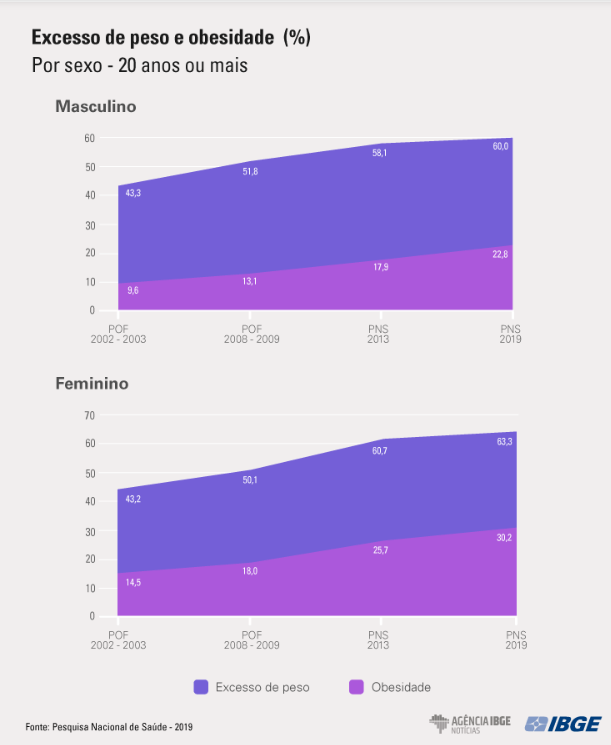 Excesso de peso e obesidade (%)
Por sexo - 20 anos ou mais
Masculino
60
50
40
30
20
10
0
43,3
51,8
58,1
60,0
9,6
13,1
17,9
22,8
POF
2002 - 2003
POF
2008 - 2009
PNS
2013
PNS
2019
Feminino
70
60
50
40
30
20
10
0
43,2
50,1
60,7
63,3
14,5
18,0
25,7
30,2
POF
2002 - 2003
POF
2008 - 2009
PNS
2013
PNS
2019
Excesso de peso
Obesidade
Fonte: Pesquisa Nacional de Saúde - 2019
AGÊNCIA IBGE
NOTÍCIAS
IBGE